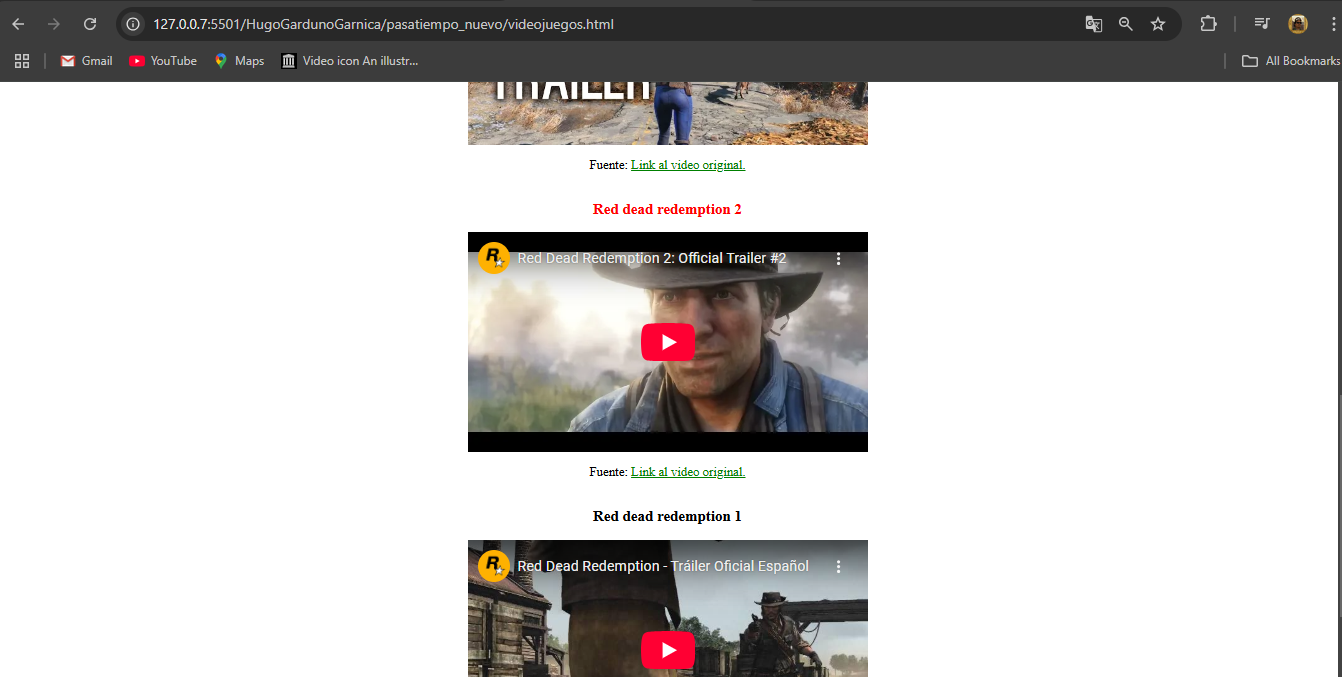 127.0.0.7:5501/HugoGardunoGarnica/pasatiempo_nuevo/videojuegos.html
Gmail
YouTube
Maps
Video icon An illustr...
All Bookmarks
TRAILER
Fuente: Link al video original.
Red dead redemption 2
Red Dead Redemption 2: Official Trailer #2
Fuente: Link al video original.
Red dead redemption 1
Red Dead Redemption - Tráiler Oficial Español